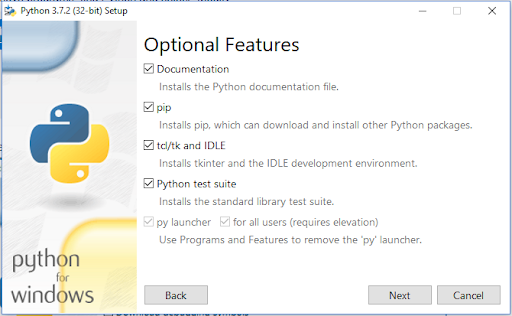 Python 3.7.2 (32-bit) Setup
Optional Features
Documentation
Installs the Python documentation file.
pip
Installs pip, which can download and install other Python packages.
tcl/tk and IDLE
Installs tkinter and the IDLE development environment.
Python test suite
Installs the standard library test suite.
py launcher for all users (requires elevation)
Use Programs and Features to remove the 'py' launcher.
python
for
windows
Back Next Cancel